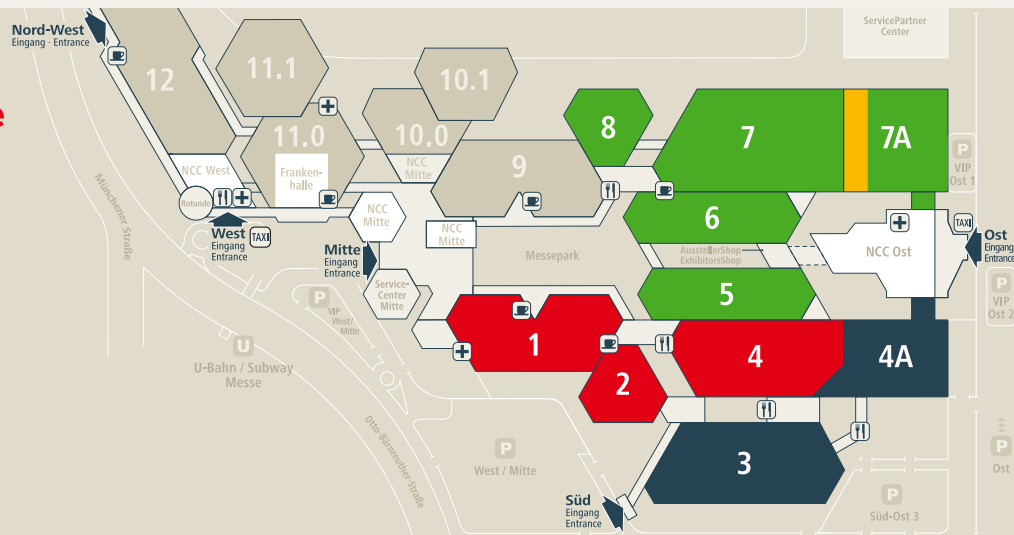 Nord-West
Eingang · Entrance
ServicePartner
Center
e
12
11.1
10.1
11.0
10.0
NCC
Mitte
9
8
7
7A
P
VIP
Ost 1
NCC West
Franken-
halle
Rotunde
West
Eingang
Entrance
TAXI
Münchener Straße
NCC
Mitte
NCC
Mitte
Mitte
Eingang
Entrance
Service-
Center
Mitte
Messepark
6
AusstellerShop
ExhibitorsShop
NCC Ost
TAXI
Ost
Eingang
Entrance
P
VIP
Ost 2
5
P
VIP
West/
Mitte
U
U-Bahn / Subway
Messe
1
2
4
4A
3
Otto-Bärnreuther-Straße
P
West / Mitte
Süd
Eingang
Entrance
P
Süd-Ost 3
P
Ost